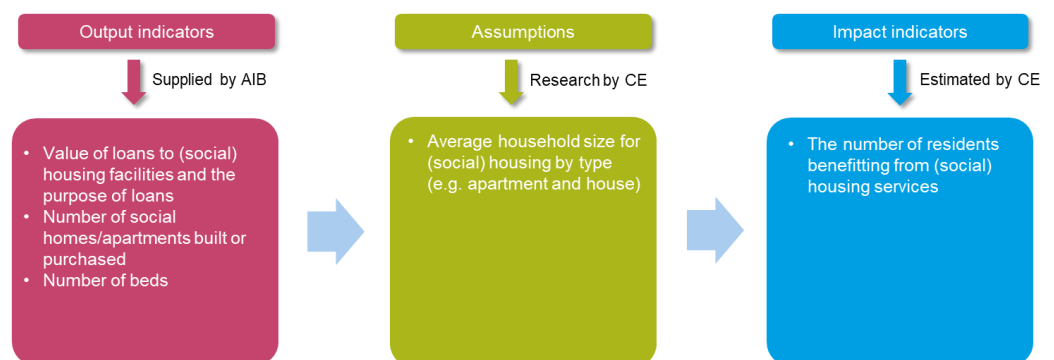 Output indicators
Supplied by AIB
• Value of loans to (social)
housing facilities and the
purpose of loans
• Number of social
homes/apartments built or
purchased
• Number of beds
Assumptions
Research by CE
• Average household size for
(social) housing by type
(e.g. apartment and house)
Impact indicators
Estimated by CE
• The number of residents
benefitting from (social)
housing services